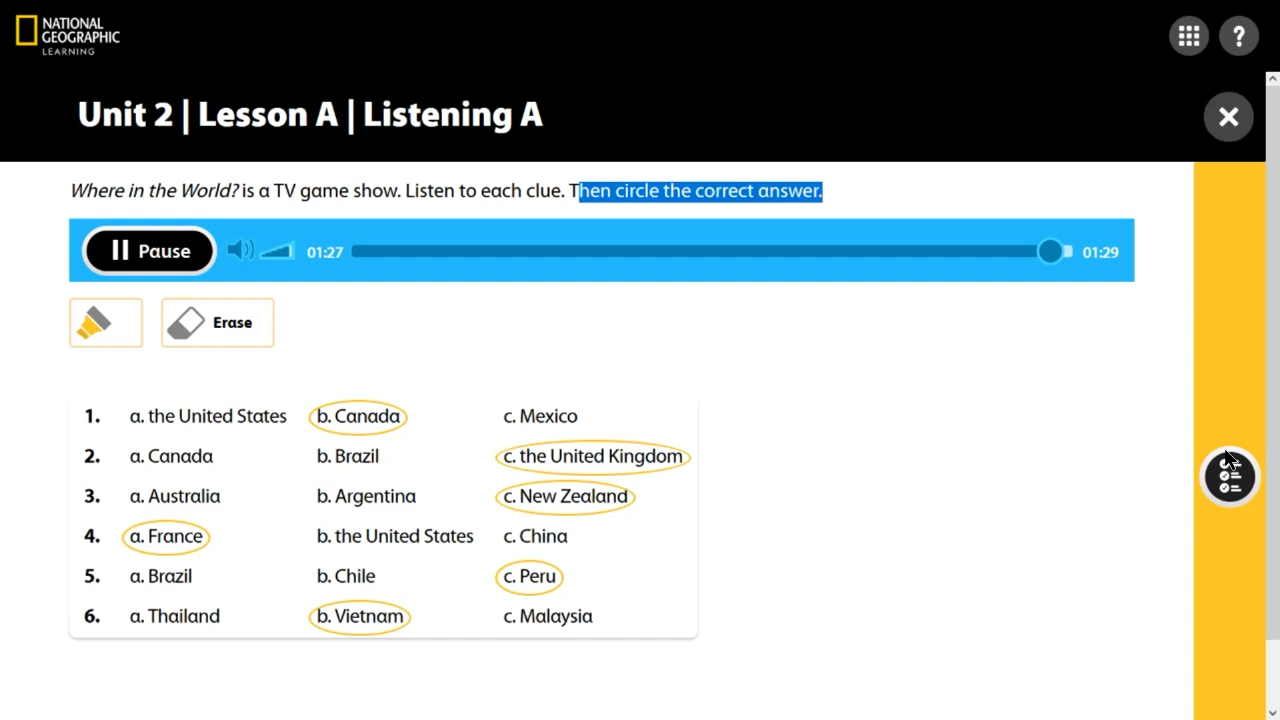 NATIONAL
GEOGRAPHIC
LEARNING
?
Unit 2 | Lesson A | Listening A
Where in the World? is a TV game show. Listen to each clue. Then circle the correct answer.
Pause 01:27 01:29
Erase
1. a. the United States b. Canada c. Mexico
2. a. Canada b. Brazil c. the United Kingdom
3. a. Australia b. Argentina c. New Zealand
4. a. France b. the United States c. China
5. a. Brazil b. Chile c. Peru
6. a. Thailand b. Vietnam c. Malaysia